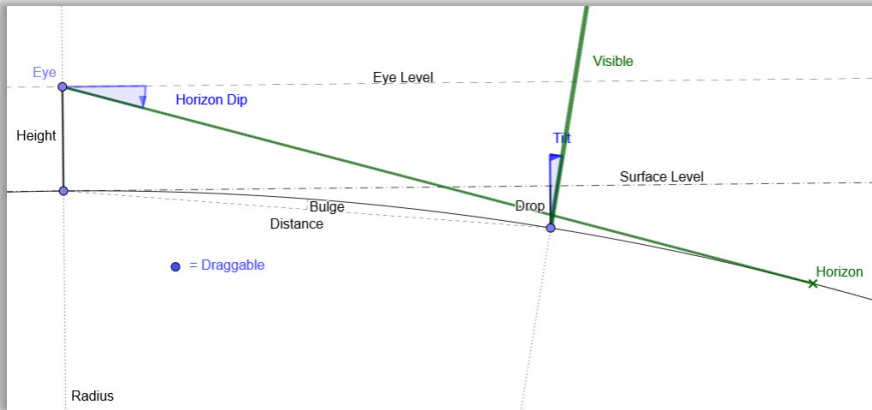 Visible
Eye
Eye Level
Horizon Dip
Height
Tilt
Surface Level
Bulge
Drop
Distance
= Draggable
Horizon
Radius